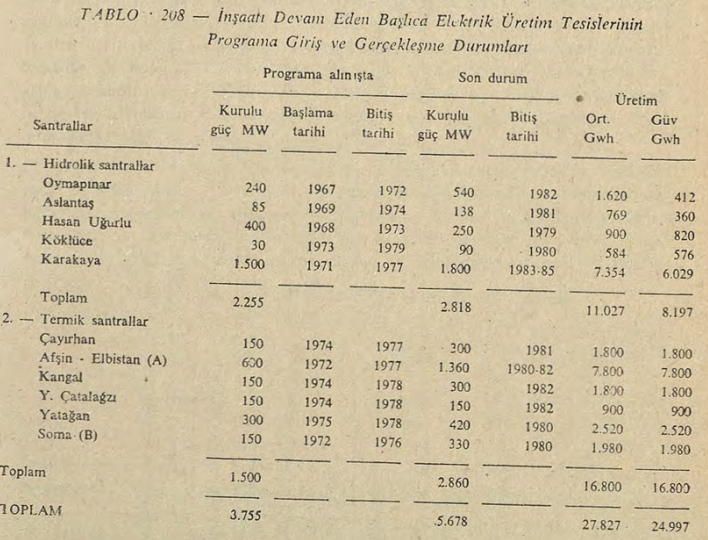 TABLO 208 — İnşaatı Devam Eden Başlıca Elektrik Üretim Tesislerinin
Programa Giriş ve Gerçekleşme Durumları
Programa alınışta Son durum
Üretim
Santrallar Kurulu güç MW Başlama tarihi Bitiş tarihi Kurulu güç MW Bitiş tarihi Ort. Gwh Güv Gwh
1. — Hidrolik santrallar
Oymapınar 240 1967 1972 540 1982 1.620 412
Aslantaş 85 1969 1974 138 1981 769 360
Hasan Uğurlu 400 1968 1973 250 1979 900 820
Köklüce 30 1973 1979 90 1980 584 576
Karakaya 1.500 1971 1977 1.800 1983-85 7.354 6.029
Toplam 2.255 2.818 11.027 8.197
2. — Termik santrallar
Çayırhan 150 1974 1977 300 1981 1.800 1.800
Afşin - Elbistan (A) 600 1972 1977 1.360 1980-82 7.800 7.800
Kangal 150 1974 1978 300 1982 1.800 1.800
Y. Çatalağzı 150 1974 1978 150 1982 900 900
Yatağan 300 1975 1978 420 1980 2.520 2.520
Soma (B) 150 1972 1976 330 1980 1.980 1.980
Toplam 1.500 2.860 16.800 16.800
TOPLAM 3.755 5.678 27.827 24.997